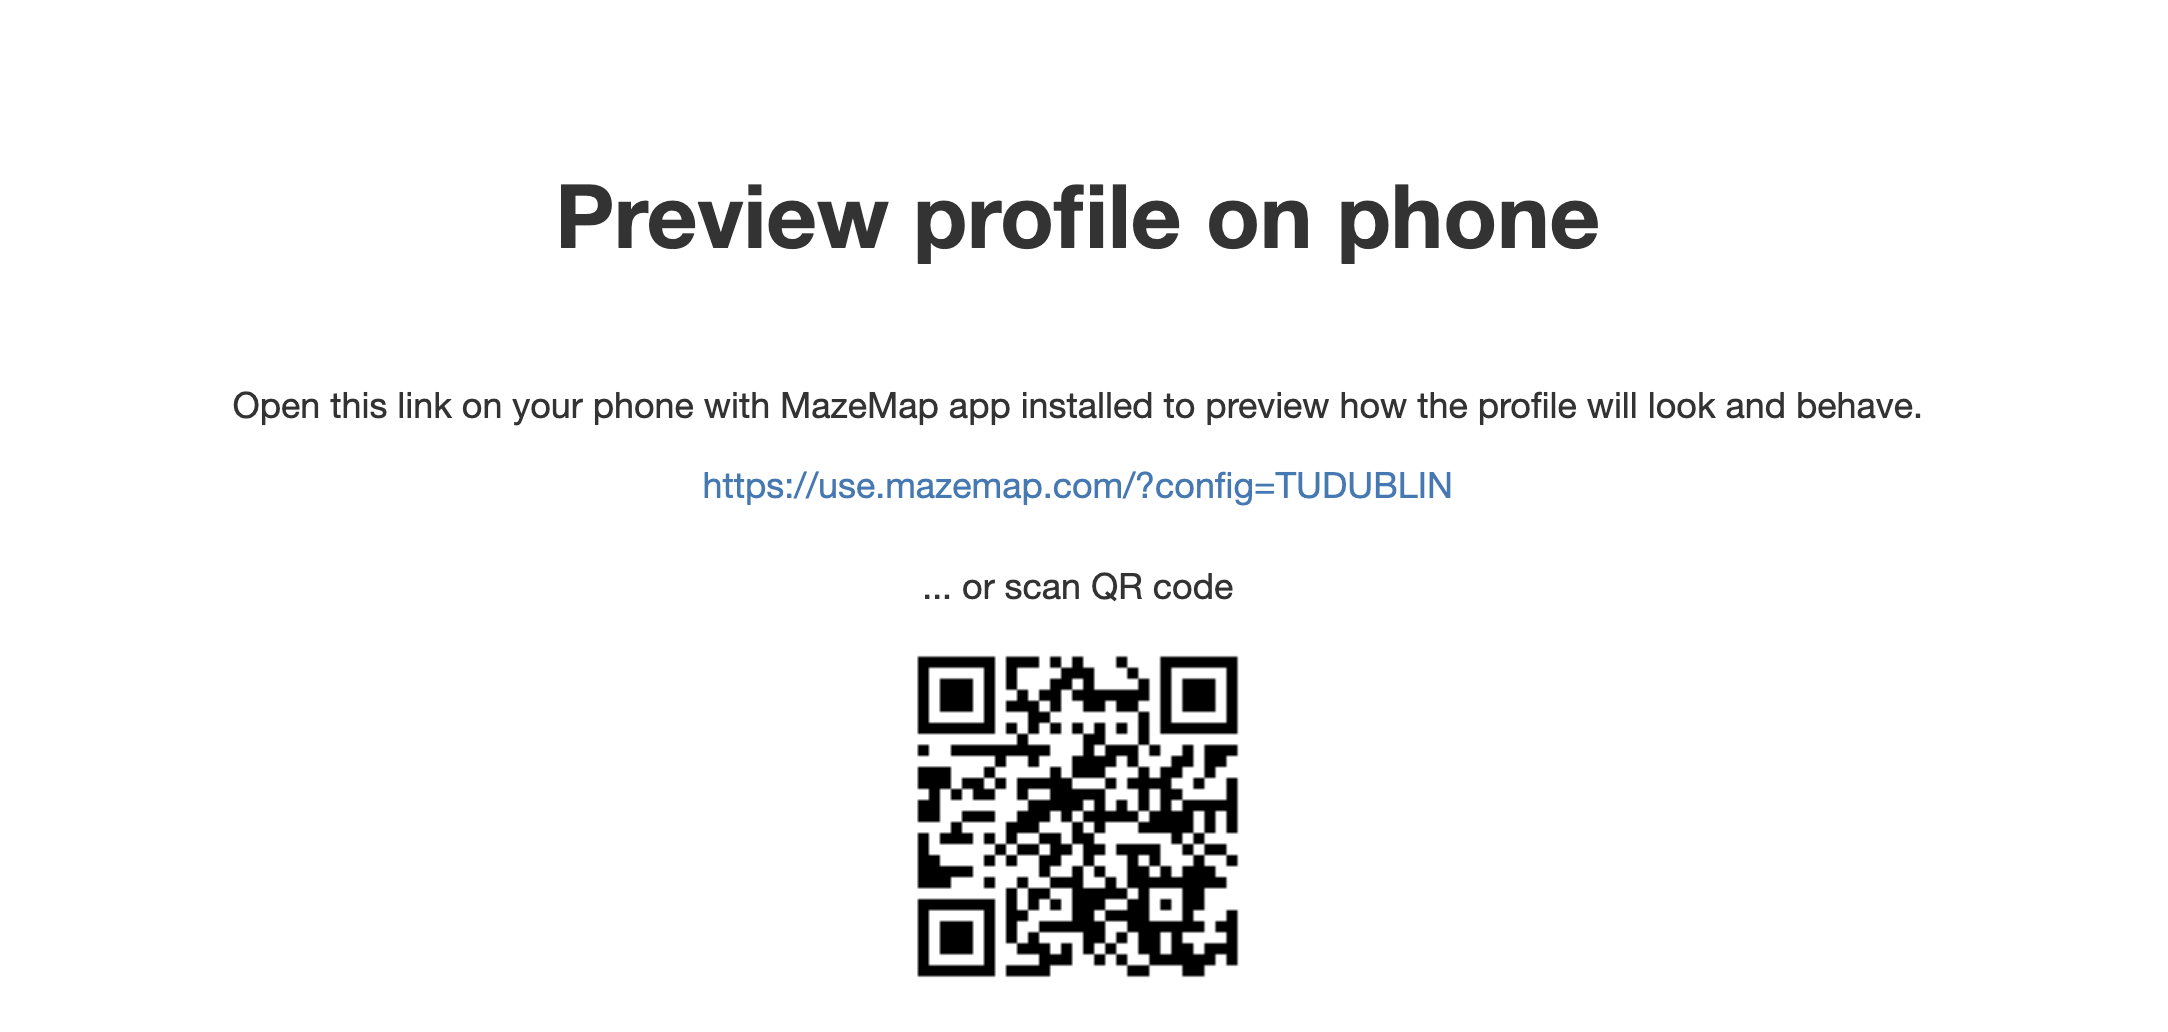 Preview profile on phone
Open this link on your phone with MazeMap app installed to preview how the profile will look and behave.
https://use.mazemap.com/?config=TUDUBLIN
... or scan QR code